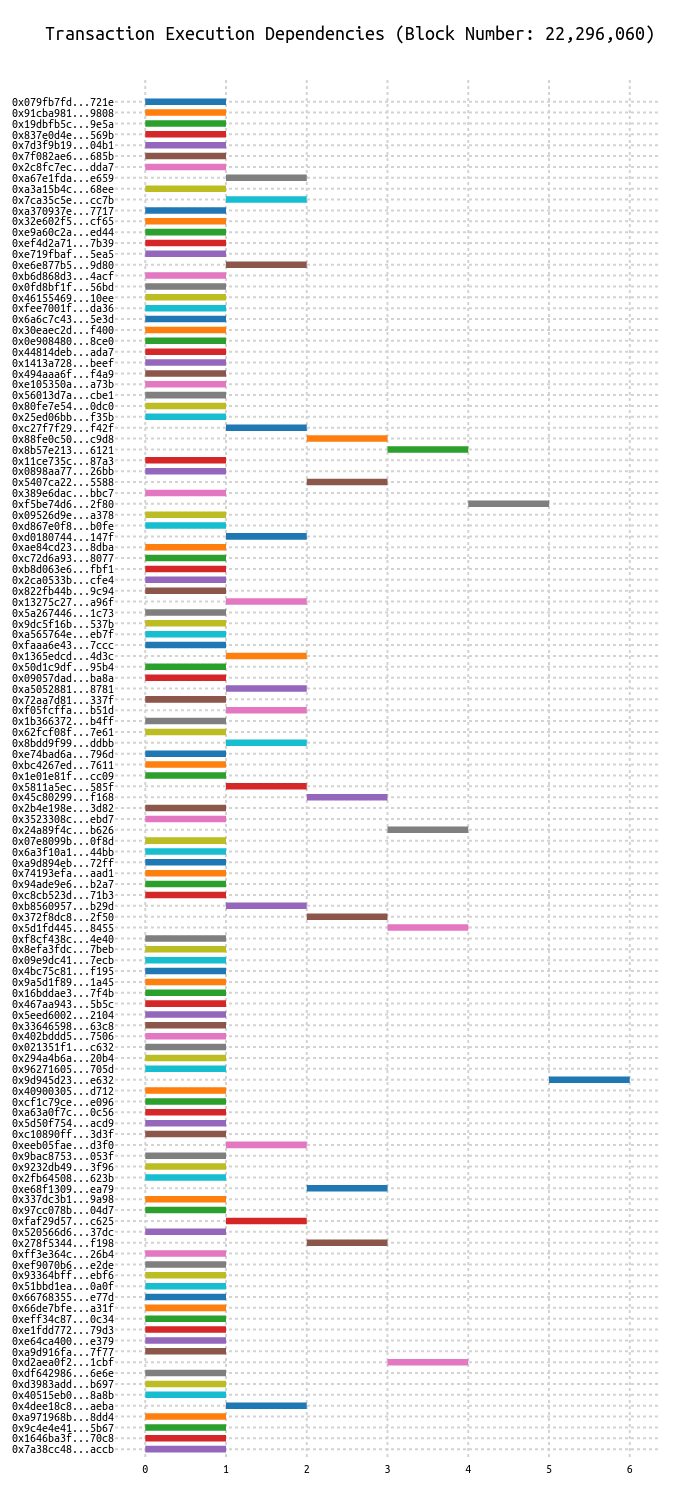 Transaction Execution Dependencies (Block Number: 22,296,060)
0x079fb7fd...721e
0x91cba981...9808
0x19dbfb5c...9e5a
0x837e0d4e...569b
0x7d3f9b19...04b1
0x7f082ae6...685b
0x2c8fc7ec...dda7
0xa67e1fda...e659
0xa3a15b4c...68ee
0x7ca35c5e...cc7b
0xa370937e...7717
0x32e602f5...cf65
0xe9a60c2a...ed44
0xef4d2a71...7b39
0xe719fbaf...5ea5
0xe6e877b5...9d80
0xb6d868d3...4acf
0x0fd8bf1f...56bd
0x46155469...10ee
0xfee7001f...da36
0x6a6c7c43...5e3d
0x30eaec2d...f400
0x0e908480...8ce0
0x44814deb...ada7
0x1413a728...beef
0x494aaa6f...f4a9
0xe105350a...a73b
0x56013d7a...cbe1
0x80fe7e54...0dc0
0x25ed06bb...f35b
0xc27f7f29...f42f
0x88fe0c50...c9d8
0x8b57e213...6121
0x11ce735c...87a3
0x0898aa77...26bb
0x5407ca22...5588
0x389e6dac...bbc7
0xf5be74d6...2f80
0x09526d9e...a378
0xd867e0f8...b0fe
0xd0180744...147f
0xae84cd23...8dba
0xc72d6a93...8077
0xb8d063e6...fbf1
0x2ca0533b...cfe4
0x822fb44b...9c94
0x13275c27...a96f
0x5a267446...1c73
0x9dc5f16b...537b
0xa565764e...eb7f
0xfaaa6e43...7ccc
0x1365edcd...4d3c
0x50d1c9df...95b4
0x09057dad...ba8a
0xa5052881...8781
0x72aa7d81...337f
0xf05fcffa...b51d
0x1b366372...b4ff
0x62fcf08f...7e61
0x8bdd9f99...ddbb
0xe74bad6a...796d
0xbc4267ed...7611
0x1e01e81f...cc09
0x5811a5ec...585f
0x45c80299...f168
0x2b4e198e...3d82
0x3523308c...ebd7
0x24a89f4c...b626
0x07e8099b...0f8d
0x6a3f10a1...44bb
0xa9d894eb...72ff
0x74193efa...aad1
0x94ade9e6...b2a7
0xc8cb523d...71b3
0xb8560957...b29d
0x372f8dc8...2f50
0x5d1fd445...8455
0xf8cf438c...4e40
0x8efa3fdc...7beb
0x09e9dc41...7ecb
0x4bc75c81...f195
0x9a5d1f89...1a45
0x16bddae3...7f4b
0x467aa943...5b5c
0x5eed6002...2104
0x33646598...63c8
0x402bddd5...7506
0x021351f1...c632
0x294a4b6a...20b4
0x96271605...705d
0x9d945d23...e632
0x40900305...d712
0xcf1c79ce...e096
0xa63a0f7c...0c56
0x5d50f754...acd9
0xc10890ff...3d3f
0xeeb05fae...d3f0
0x9bac8753...053f
0x9232db49...3f96
0x2fb64508...623b
0xe68f1309...ea79
0x337dc3b1...9a98
0x97cc078b...04d7
0xfaf29d57...c625
0x520566d6...37dc
0x278f5344...f198
0xff3e364c...26b4
0xef9070b6...e2de
0x93364bff...ebf6
0x51bbd1ea...0a0f
0x66768355...e77d
0x66de7bfe...a31f
0xeff34c87...0c34
0xe1fdd772...79d3
0xe64ca400...e379
0xa9d916fa...7f77
0xd2aea0f2...1cbf
0xdf642986...6e6e
0xd3983add...b697
0x40515eb0...8a8b
0x4dee18c8...aeba
0xa971968b...8dd4
0x9c4e4e41...5b67
0x1646ba3f...70c8
0x7a38cc48...accb
0 1 2 3 4 5 6